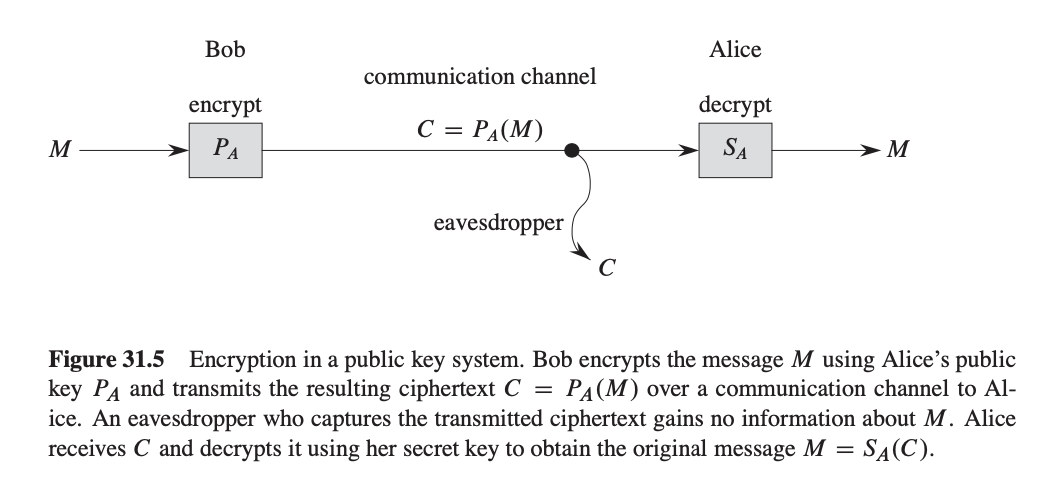 Bob
Alice
communication channel
encrypt
decrypt
C = P_A(M)
M
P_A
S_A
M
eavesdropper
C
Figure 31.5 Encryption in a public key system. Bob encrypts the message M using Alice’s public
key P_A and transmits the resulting ciphertext C = P_A(M) over a communication channel to Al-
ice. An eavesdropper who captures the transmitted ciphertext gains no information about M. Alice
receives C and decrypts it using her secret key to obtain the original message M = S_A(C).